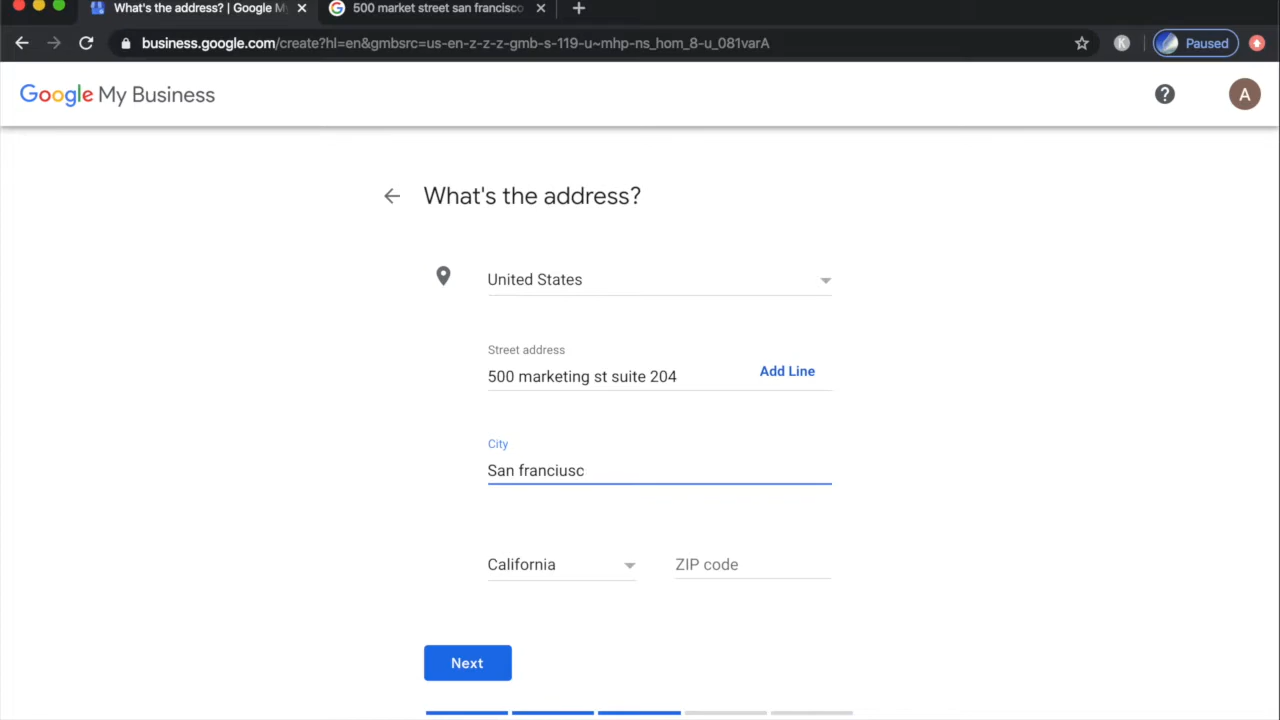 What's the address? | Google M
500 market street san francisco
business.google.com/create?hl=en&gmbsrc=us-en-z-z-z-gmb-s-119-u~mhp-ns_hom_8-u_081varA
K
Paused
Google My Business
?
A
What's the address?
United States
Street address
500 marketing st suite 204
Add Line
City
San franciusc
California
ZIP code
Next